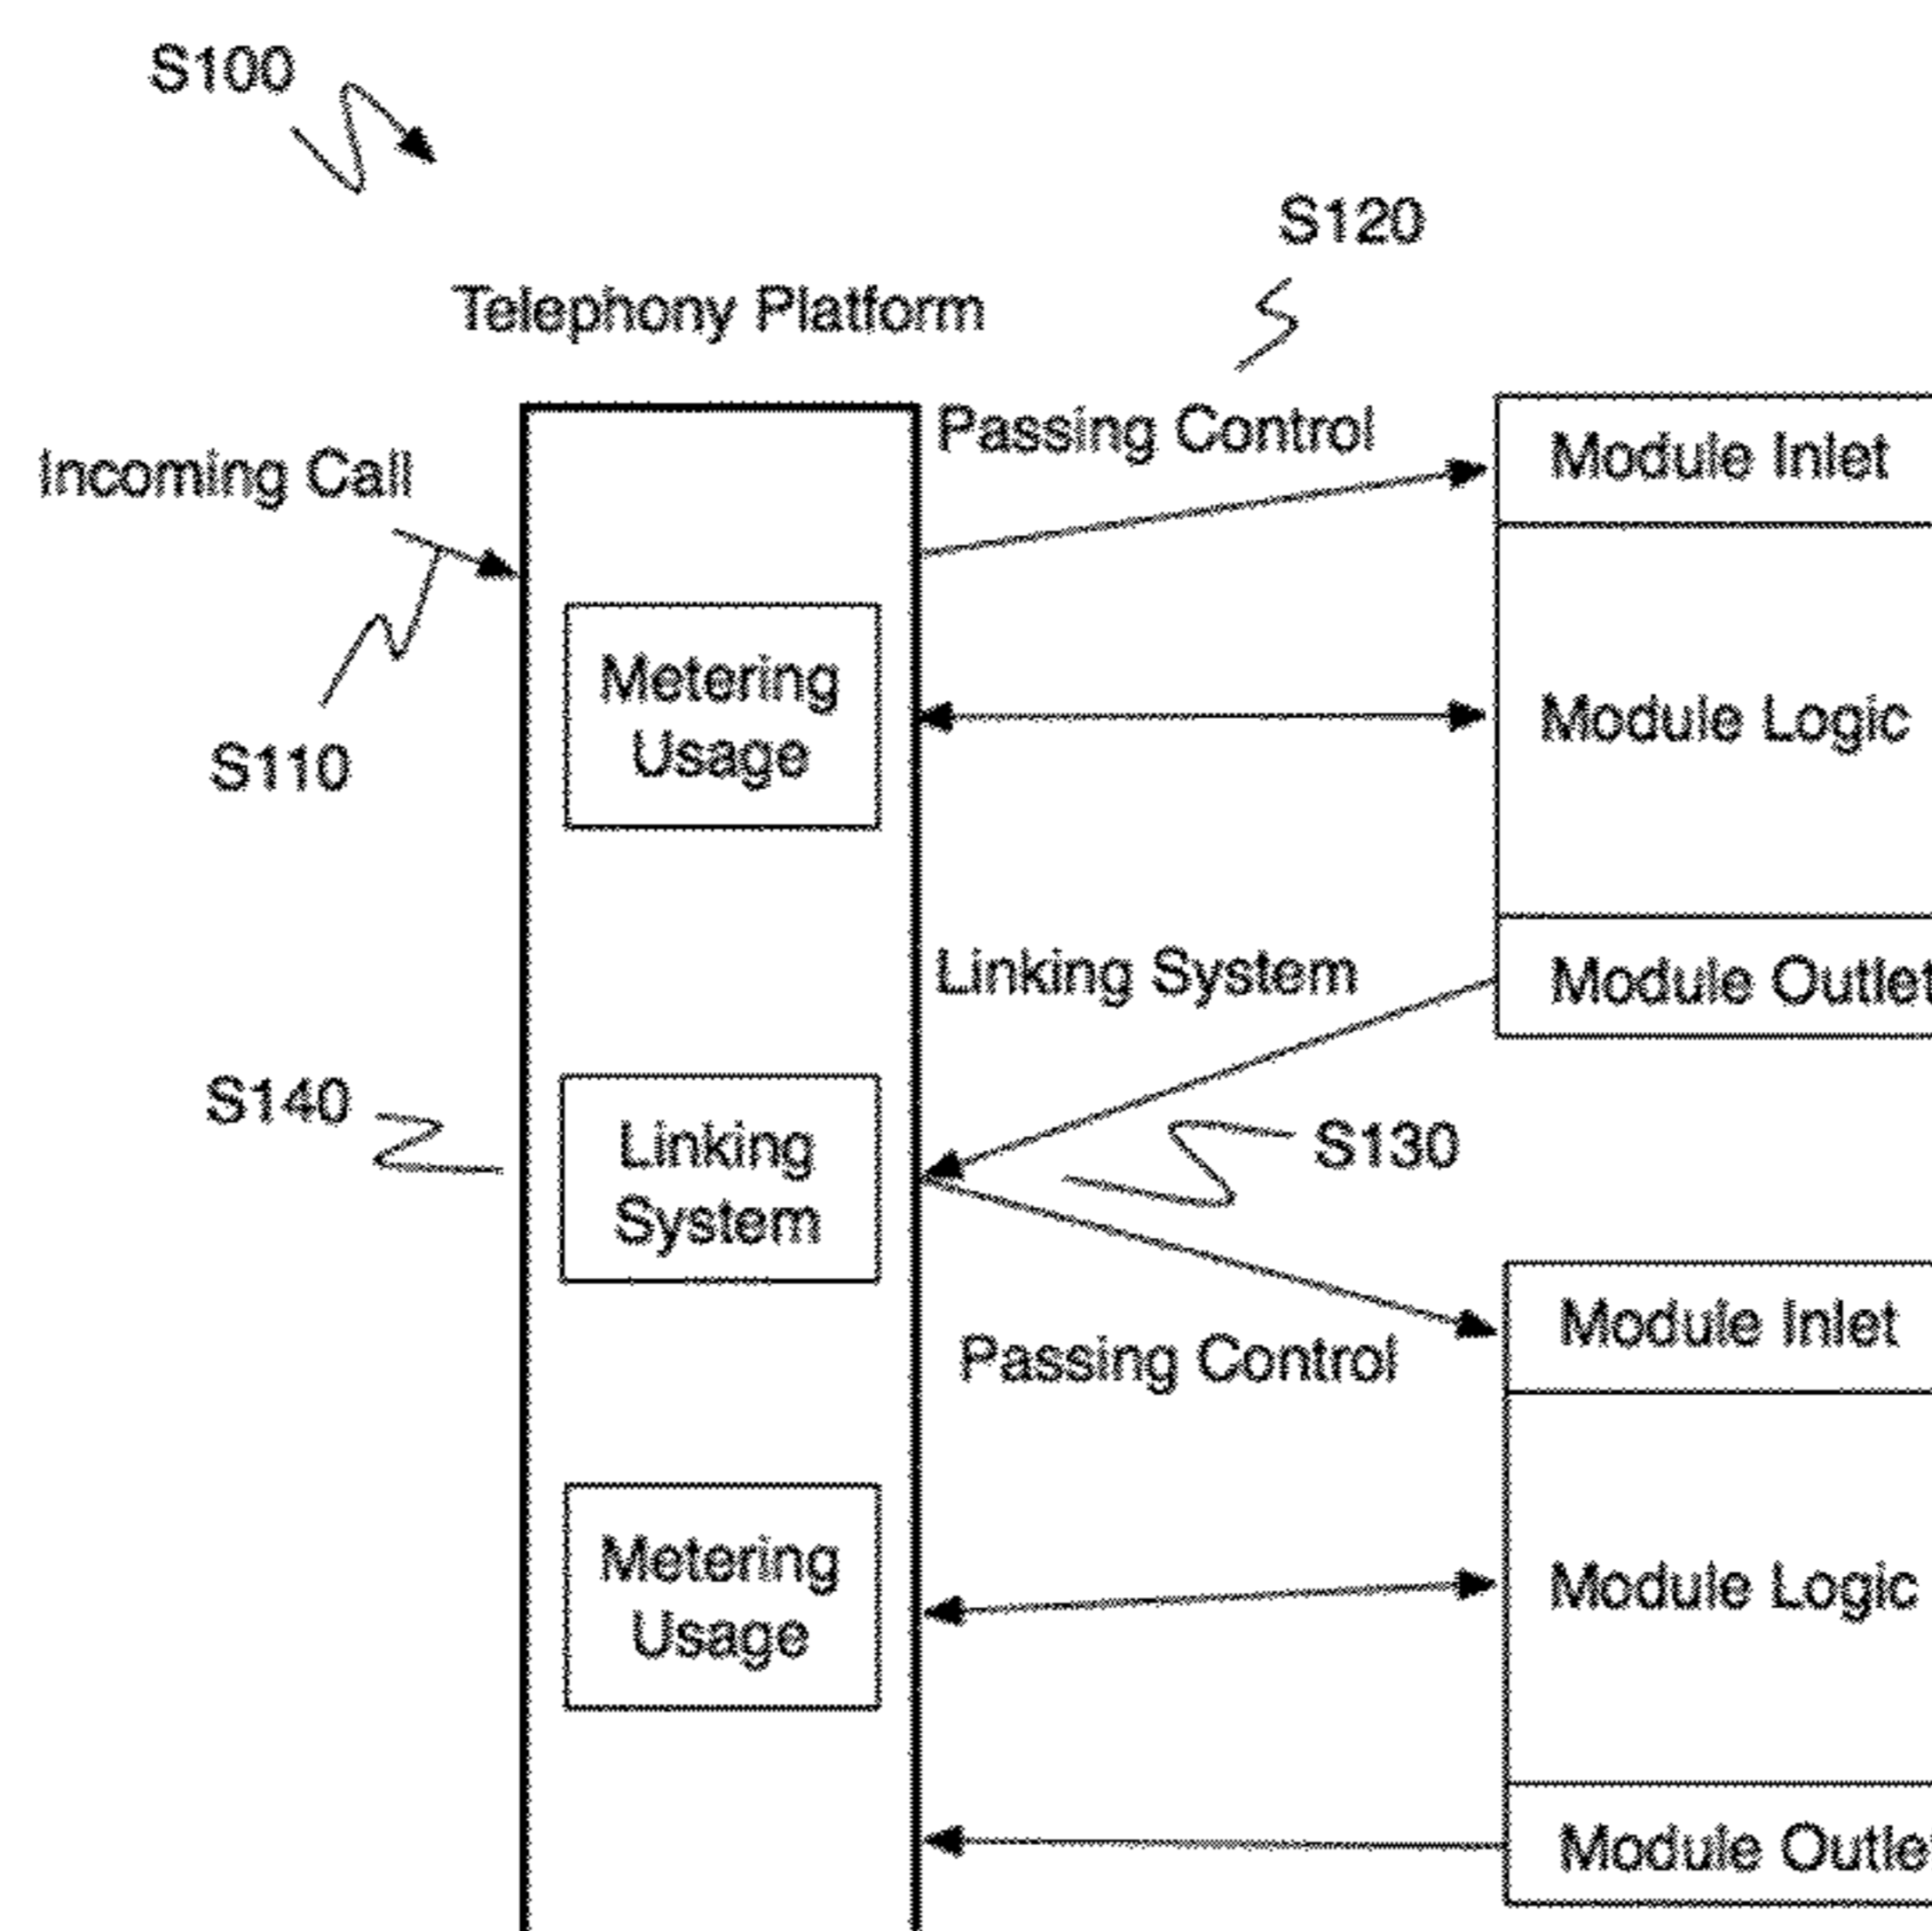 S100
S120
Telephony Platform
Incoming Call
Passing Control
Module Inlet
Metering
Usage
Module Logic
S110
Linking System
Module Outlet
S140
Linking
System
S130
Module Inlet
Passing Control
Metering
Usage
Module Logic
Module Outle